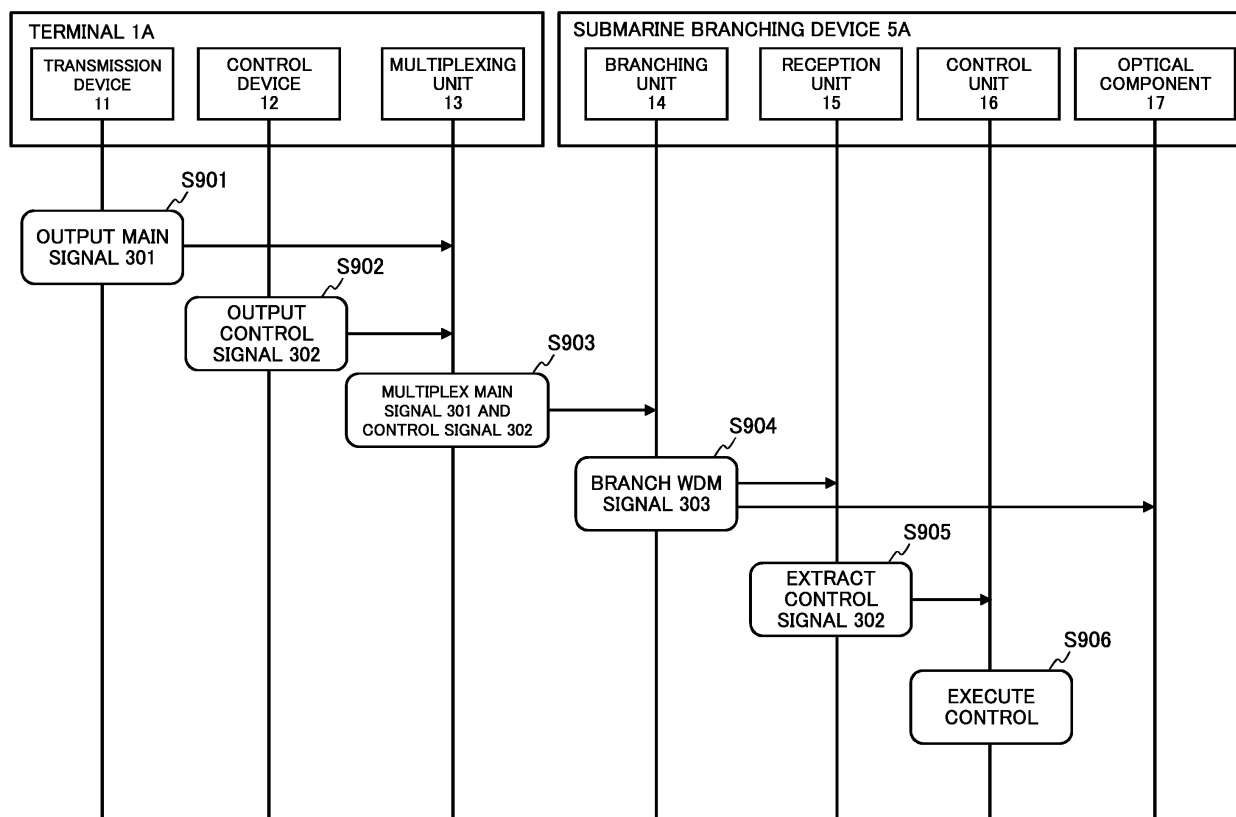 TERMINAL 1A
TRANSMISSION
DEVICE
11
CONTROL
DEVICE
12
MULTIPLEXING
UNIT
13
SUBMARINE BRANCHING DEVICE 5A
BRANCHING
UNIT
14
RECEPTION
UNIT
15
CONTROL
UNIT
16
OPTICAL
COMPONENT
17
S901
OUTPUT MAIN
SIGNAL 301
S902
OUTPUT
CONTROL
SIGNAL 302
S903
MULTIPLEX MAIN
SIGNAL 301 AND
CONTROL SIGNAL 302
S904
BRANCH WDM
SIGNAL 303
S905
EXTRACT
CONTROL
SIGNAL 302
S906
EXECUTE
CONTROL